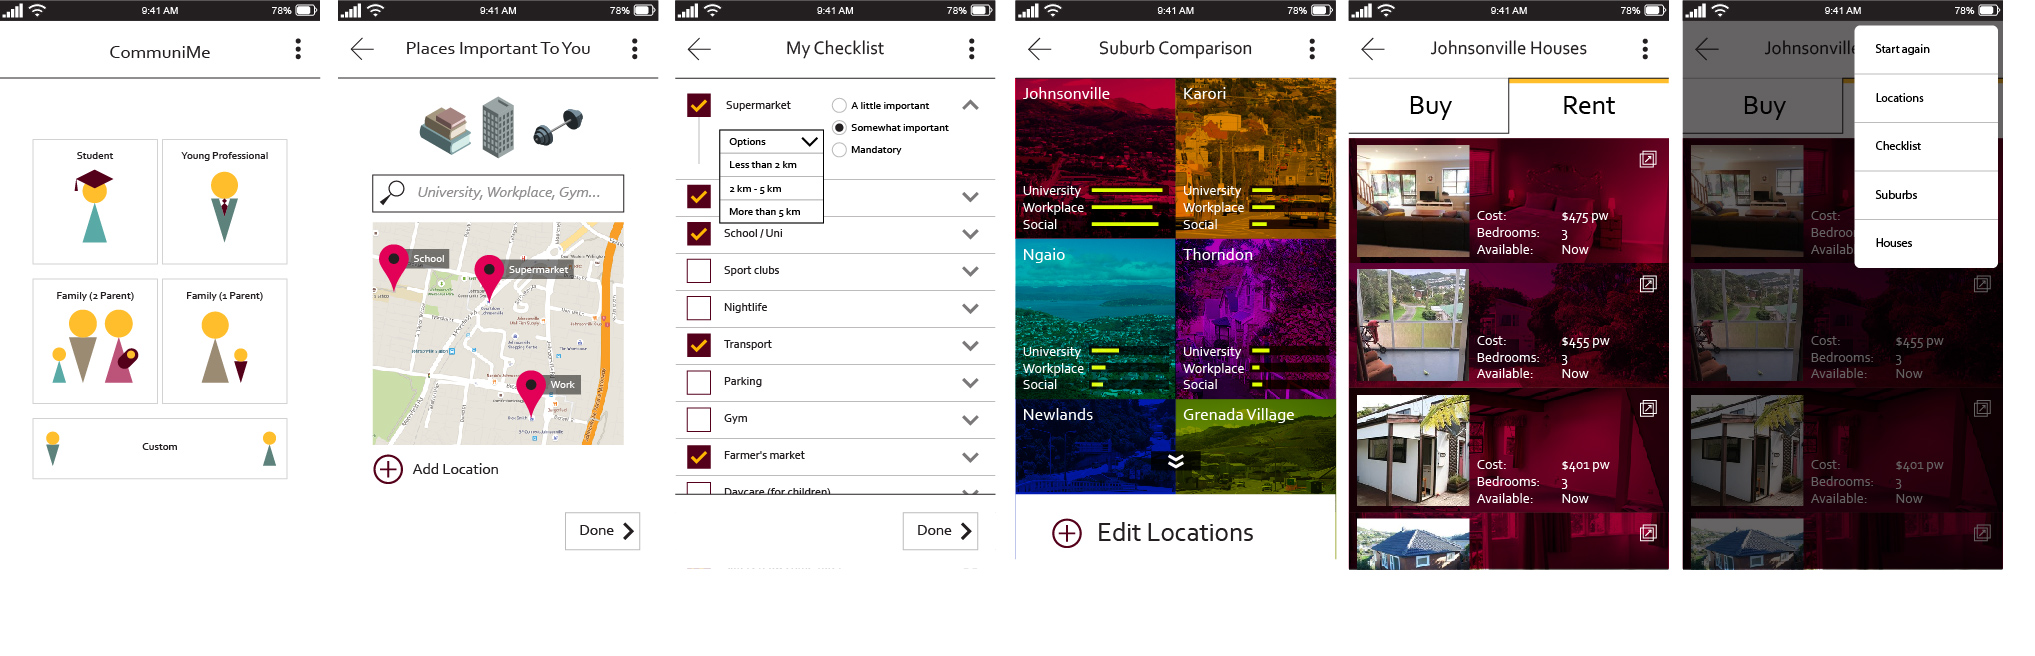 9:41 AM 78%
CommuniMe
Student
Young Professional
Family (2 Parent)
Family (1 Parent)
Custom
9:41 AM 78%
Places Important To You
University, Workplace, Gym...
School
Supermarket
Work
Add Location
Done
9:41 AM 78%
My Checklist
Supermarket
A little important
Somewhat important
Mandatory
Options
Less than 2 km
2 km - 5 km
More than 5 km
School / Uni
Sport clubs
Nightlife
Transport
Parking
Gym
Farmer's market
Daycare (for children)
Done
9:41 AM 78%
Suburb Comparison
Johnsonville
University
Workplace
Social
Karori
University
Workplace
Social
Ngaio
University
Workplace
Social
Thorndon
University
Workplace
Social
Newlands
Grenada Village
Edit Locations
9:41 AM 78%
Johnsonville Houses
Buy
Rent
Cost: $475 pw
Bedrooms: 3
Available: Now
Cost: $455 pw
Bedrooms: 3
Available: Now
Cost: $401 pw
Bedrooms: 3
Available: Now
9:41 AM 78%
Johnsonville
Buy
Start again
Locations
Checklist
Suburbs
Houses
Cost:
Bedrooms:
Availab
Cost: $455 pw
Bedrooms: 3
Available: Now
Cost: $401 pw
Bedrooms: 3
Available: Now